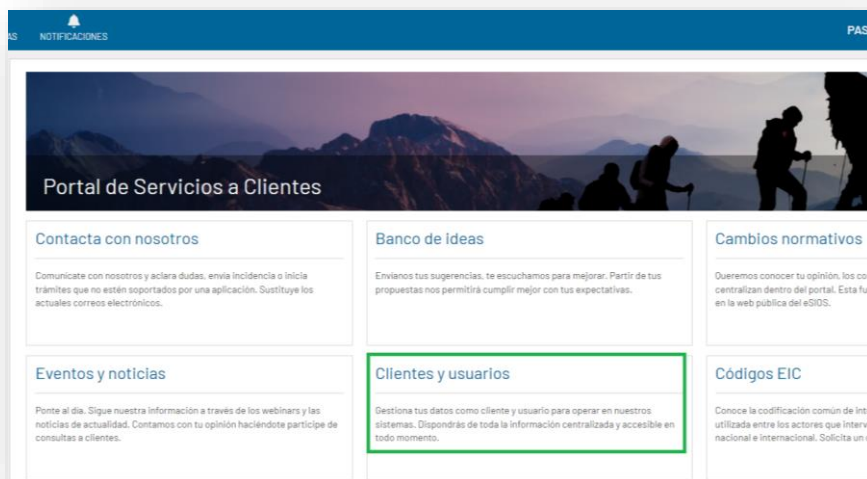 AS NOTIFICACIONES PAS
Portal de Servicios a Clientes
Contacta con nosotros
Comunícate con nosotros y aclara dudas, envía incidencia o inicia
trámites que no estén soportados por una aplicación. Sustituye los
actuales correos electrónicos.
Banco de ideas
Envíanos tus sugerencias, te escuchamos para mejorar. Partir de tus
propuestas nos permitirá cumplir mejor con tus expectativas.
Cambios normativos
Queremos conocer tu opinión, los co
centralizan dentro del portal. Esta fu
en la web pública del eSIOS.
Eventos y noticias
Ponte al día. Sigue nuestra información a través de los webinars y las
noticias de actualidad. Contamos con tu opinión haciéndote partícipe de
consultas a clientes.
Clientes y usuarios
Gestiona tus datos como cliente y usuario para operar en nuestros
sistemas. Dispondrás de toda la información centralizada y accesible en
todo momento.
Códigos EIC
Conoce la codificación común de int
utilizada entre los actores que interv
nacional e internacional. Solicita un